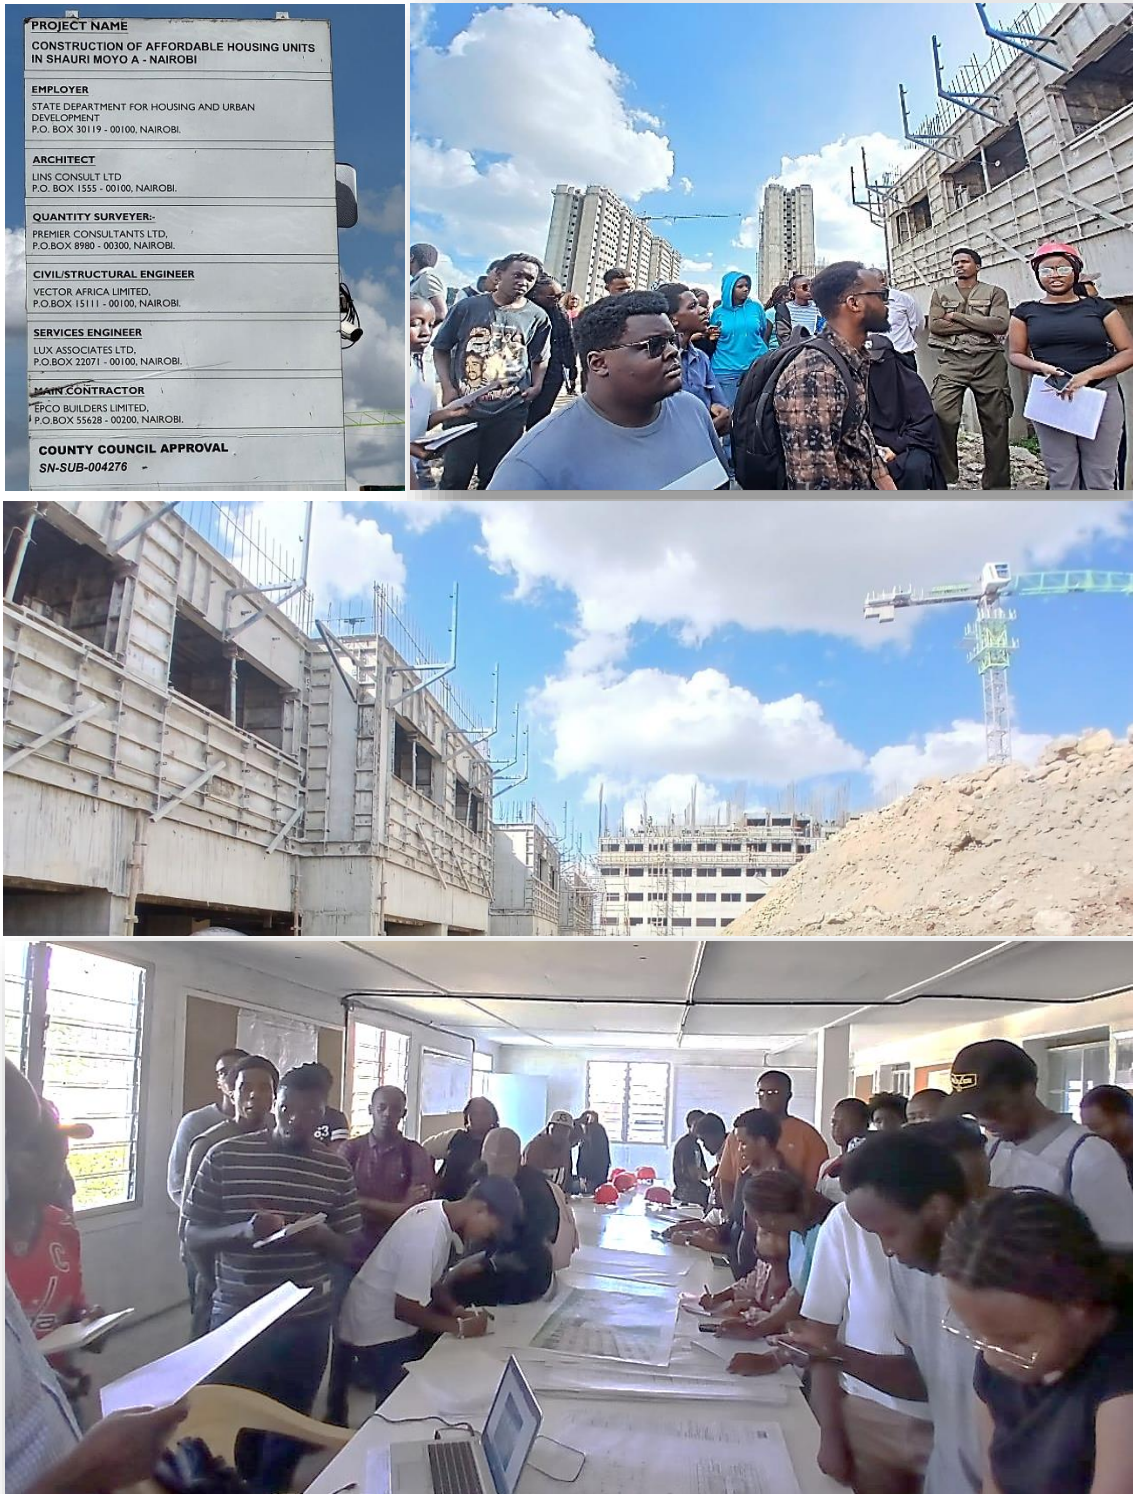 PROJECT NAME
CONSTRUCTION OF AFFORDABLE HOUSING UNITS
IN SHAURI MOYO A - NAIROBI
EMPLOYER
STATE DEPARTMENT FOR HOUSING AND URBAN
DEVELOPMENT
P.O. BOX 30119 - 00100, NAIROBI.
ARCHITECT
LINS CONSULT LTD
P.O. BOX 1555 - 00100, NAIROBI.
QUANTITY SURVEYER:-
PREMIER CONSULTANTS LTD,
P.O.BOX 8980 - 00300, NAIROBI.
CIVIL/STRUCTURAL ENGINEER
VECTOR AFRICA LIMITED,
P.O.BOX 15111 - 00100, NAIROBI.
SERVICES ENGINEER
LUX ASSOCIATES LTD,
P.O.BOX 22071 - 00100, NAIROBI.
MAIN CONTRACTOR
EPCO BUILDERS LIMITED,
P.O.BOX 55628 - 00200, NAIROBI.
COUNTY COUNCIL APPROVAL
SN-SUB-004276 -